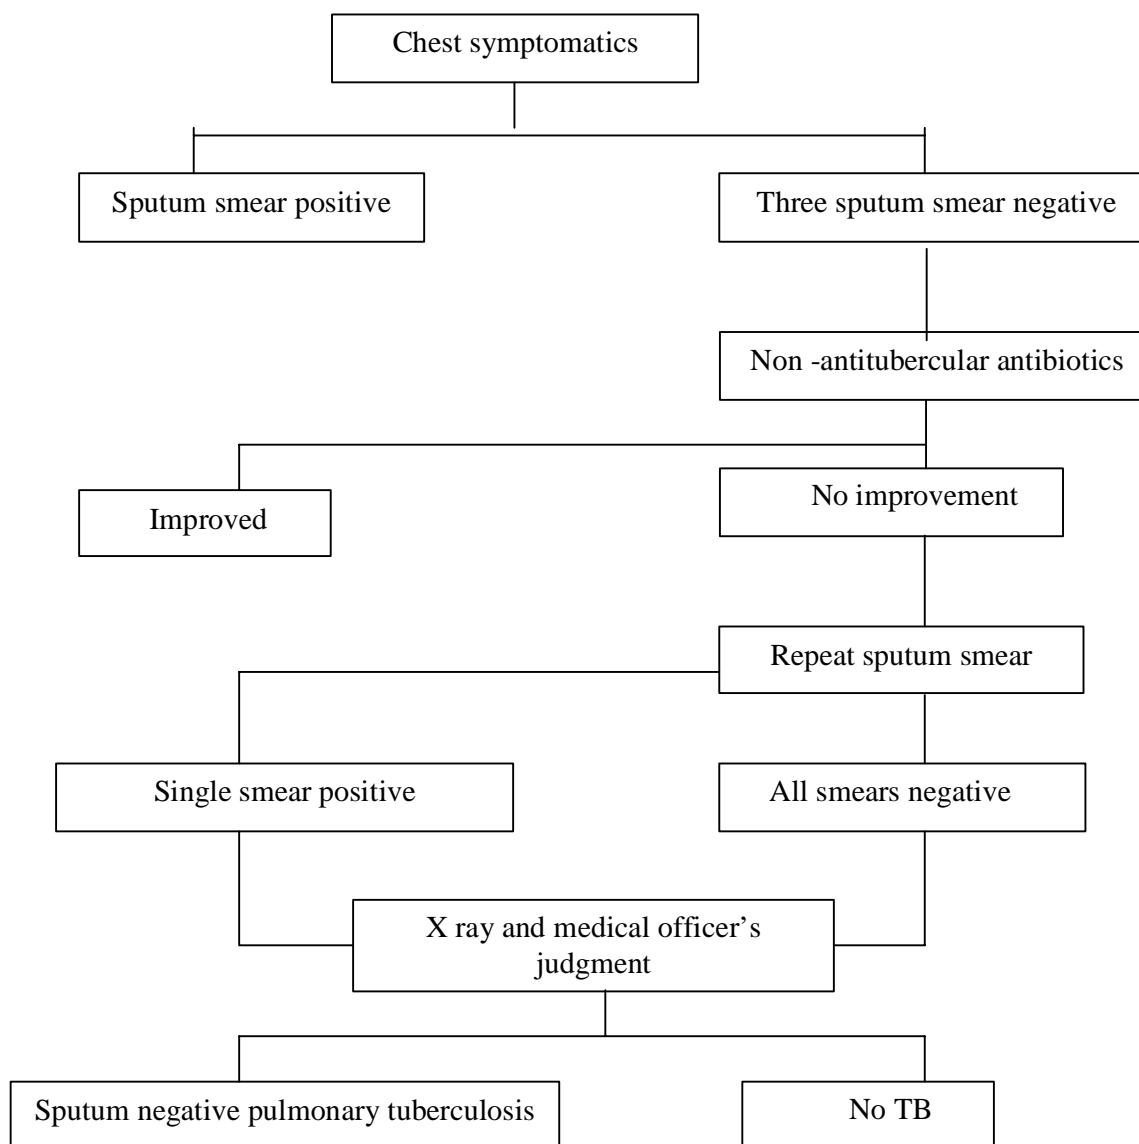 Chest symptomatics
Sputum smear positive
Three sputum smear negative
Non -antitubercular antibiotics
Improved
No improvement
Repeat sputum smear
Single smear positive
All smears negative
X ray and medical officer’s
judgment
Sputum negative pulmonary tuberculosis
No TB